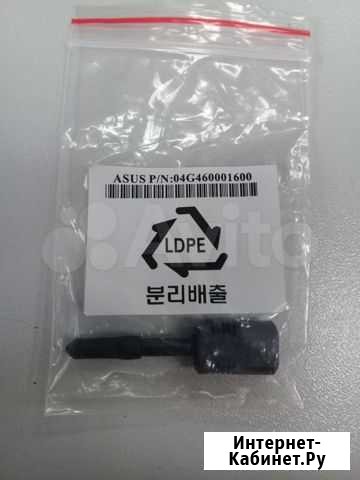 ASUS P/N:04G460001600
LDPE
분리배출
Avito
Интернет-
Кабинет.Ру